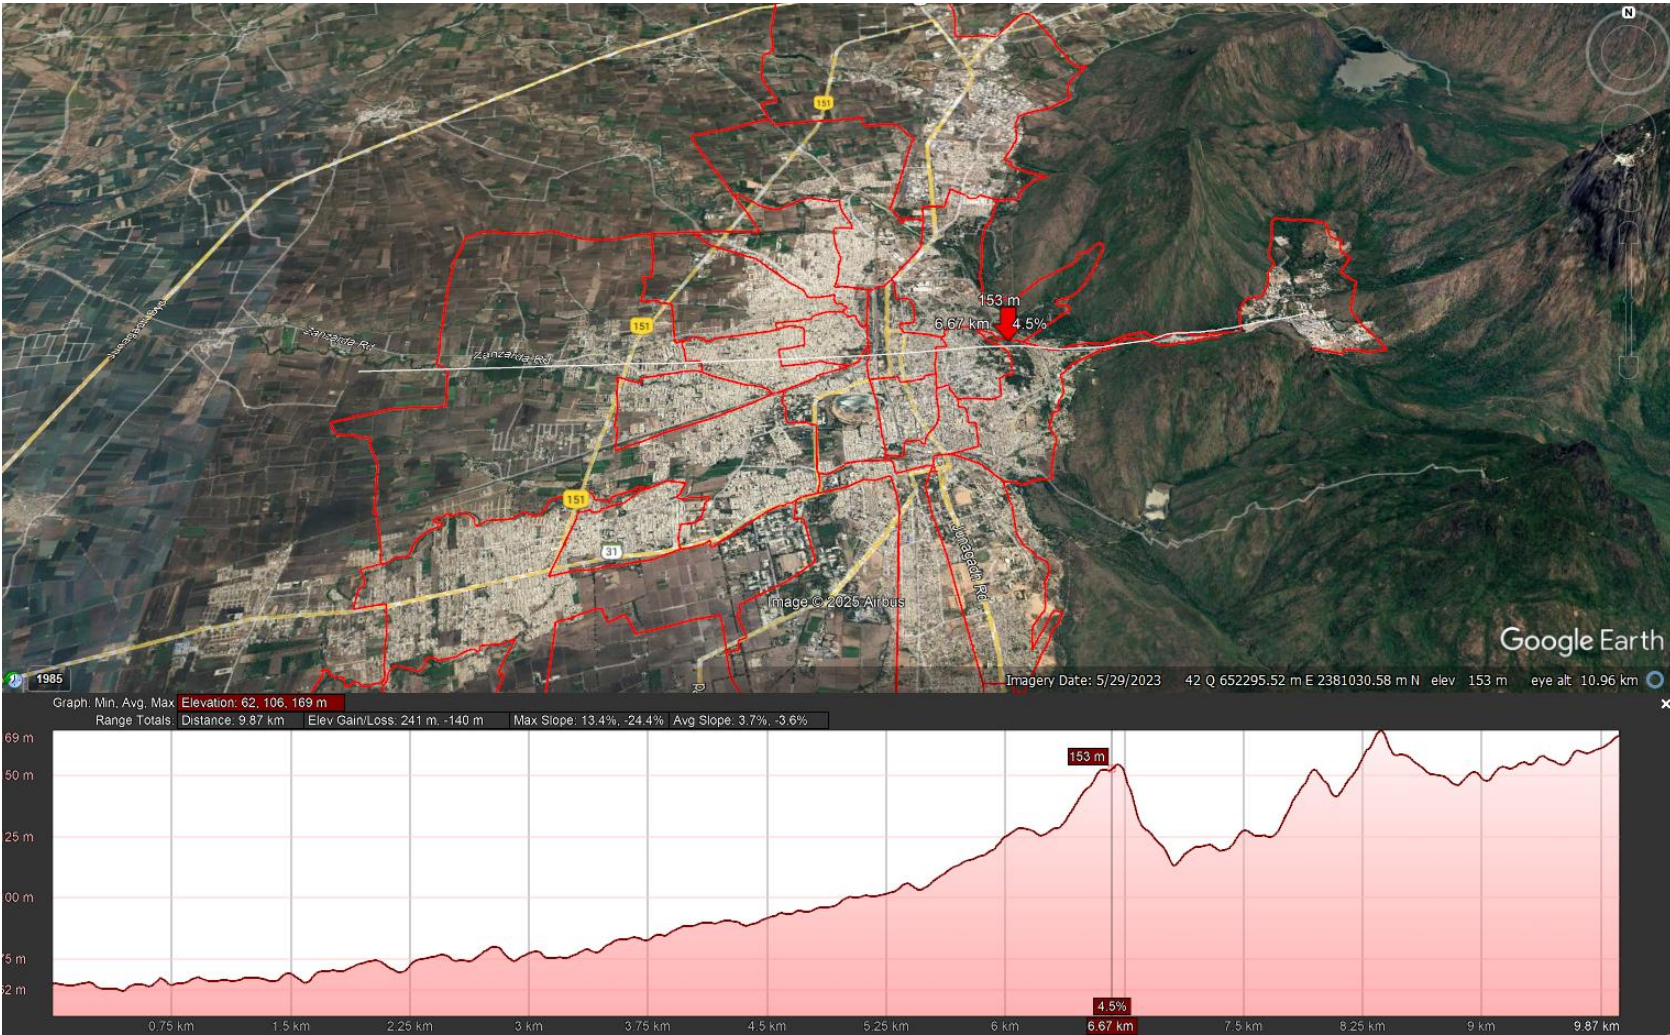 N
151
153 m
6.67 km 4.5%
151
Zanzarda Rd
Zanzarda Rd
151
31
Junagadh Rd
Image © 2025 Airbus
Google Earth
1985
Imagery Date: 5/29/2023 42 Q 652295.52 m E 2381030.58 m N elev 153 m eye alt 10.96 km
Graph: Min, Avg, Max Elevation: 62, 106, 169 m
Range Totals: Distance: 9.87 km Elev Gain/Loss: 241 m, -140 m Max Slope: 13.4%, -24.4% Avg Slope: 3.7%, -3.6%
69 m
153 m
50 m
25 m
00 m
75 m
62 m
4.5%
0.75 km 1.5 km 2.25 km 3 km 3.75 km 4.5 km 5.25 km 6 km 6.67 km 7.5 km 8.25 km 9 km 9.87 km